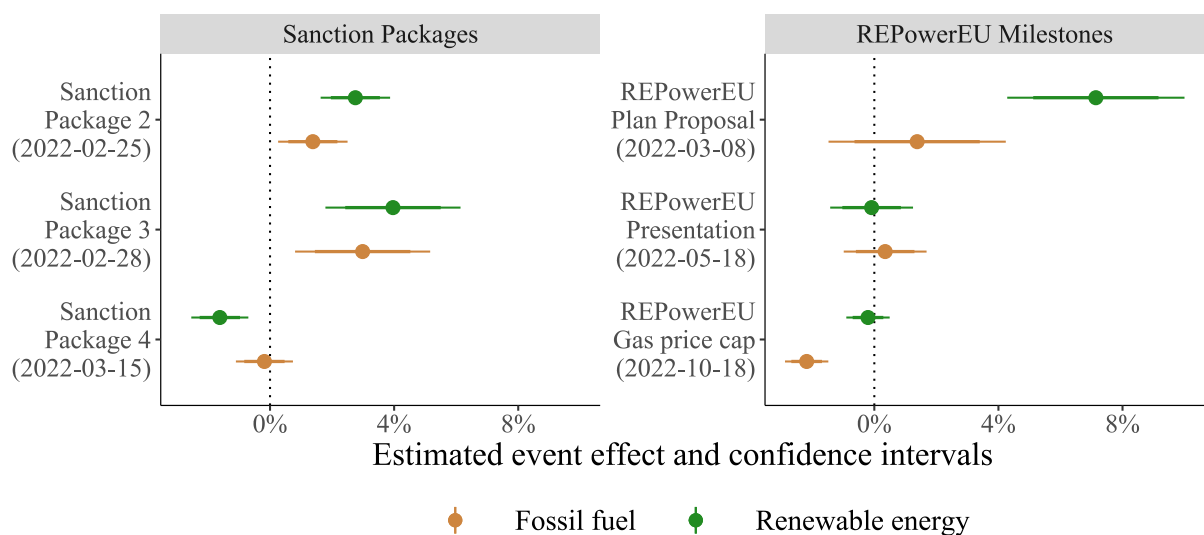 Sanction Packages
Sanction
Package 2
(2022-02-25)
Sanction
Package 3
(2022-02-28)
Sanction
Package 4
(2022-03-15)
0%
4%
8%
REPowerEU Milestones
REPowerEU
Plan Proposal
(2022-03-08)
REPowerEU
Presentation
(2022-05-18)
REPowerEU
Gas price cap
(2022-10-18)
0%
4%
8%
Estimated event effect and confidence intervals
Fossil fuel
Renewable energy